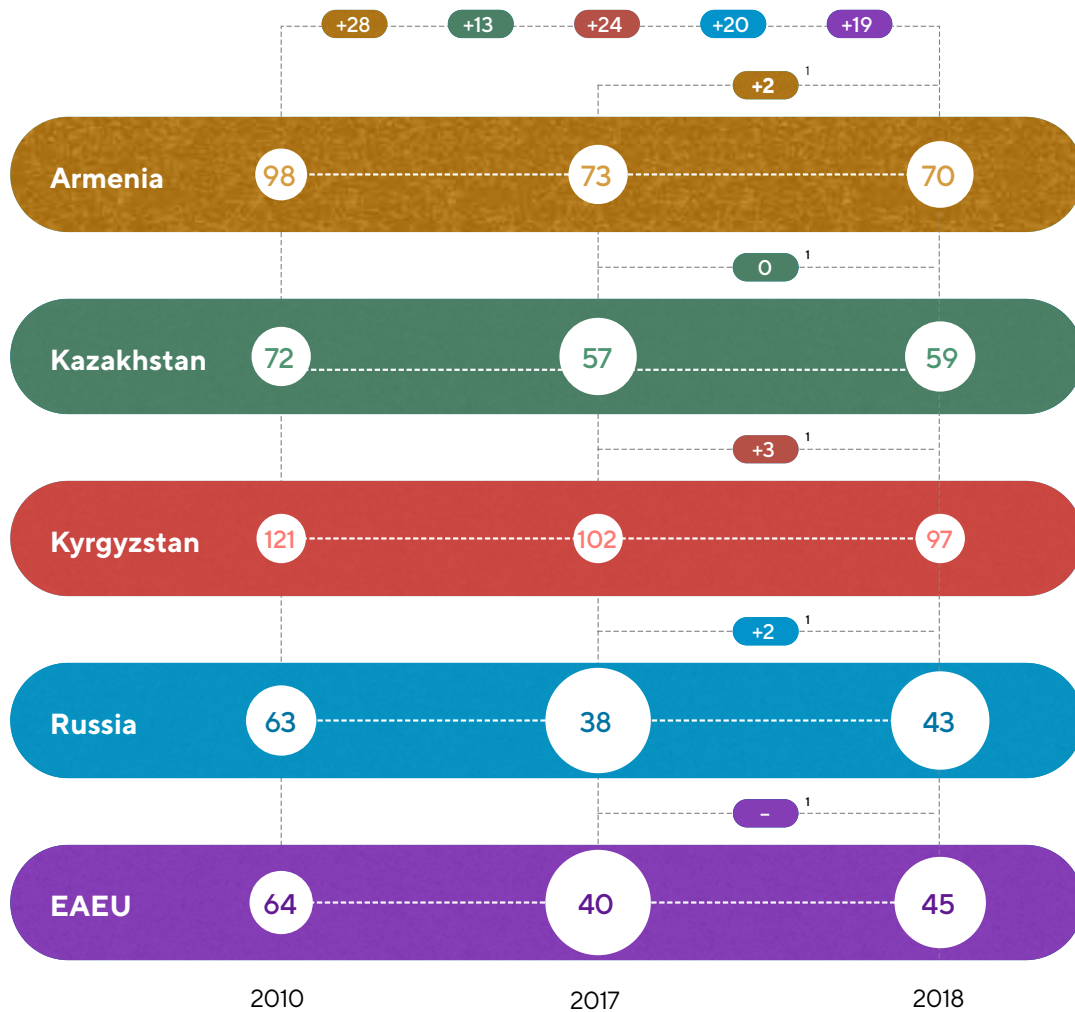 +28 +13 +24 +20 +19
+2 1
Armenia 98 73 70
0 1
Kazakhstan 72 57 59
+3 1
Kyrgyzstan 121 102 97
+2 1
Russia 63 38 43
– 1
EAEU 64 40 45
2010 2017 2018